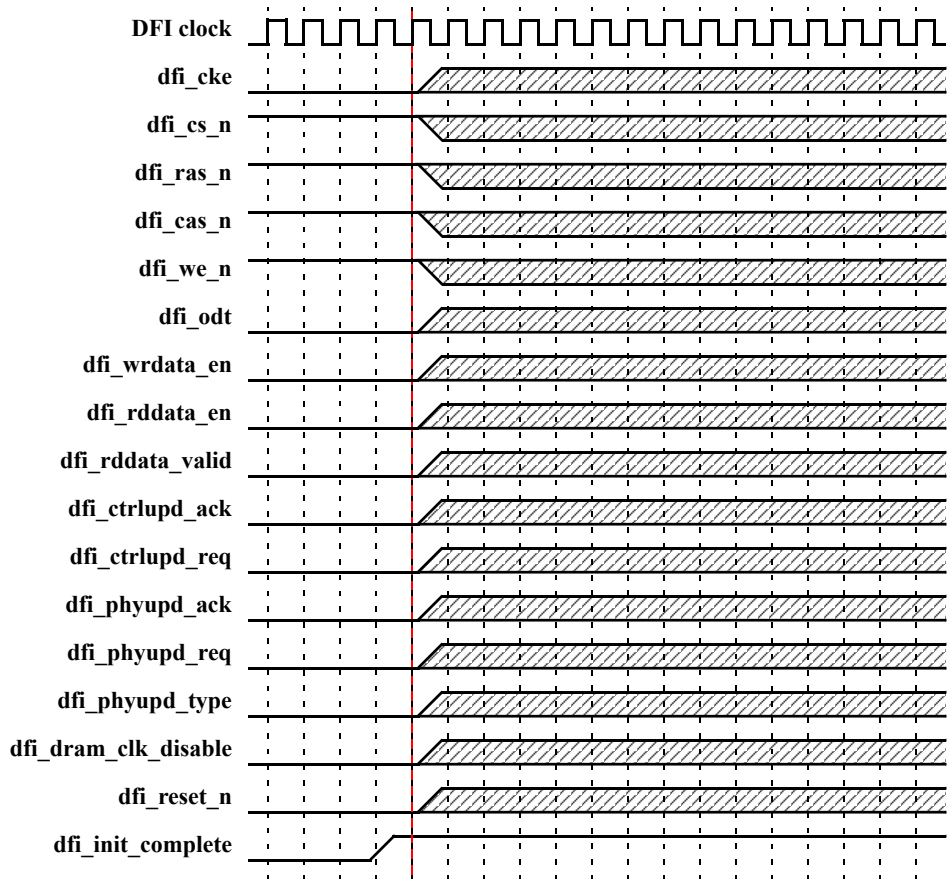 DFI clock
dfi_cke
dfi_cs_n
dfi_ras_n
dfi_cas_n
dfi_we_n
dfi_odt
dfi_wrdata_en
dfi_rddata_en
dfi_rddata_valid
dfi_ctrlupd_ack
dfi_ctrlupd_req
dfi_phyupd_ack
dfi_phyupd_req
dfi_phyupd_type
dfi_dram_clk_disable
dfi_reset_n
dfi_init_complete